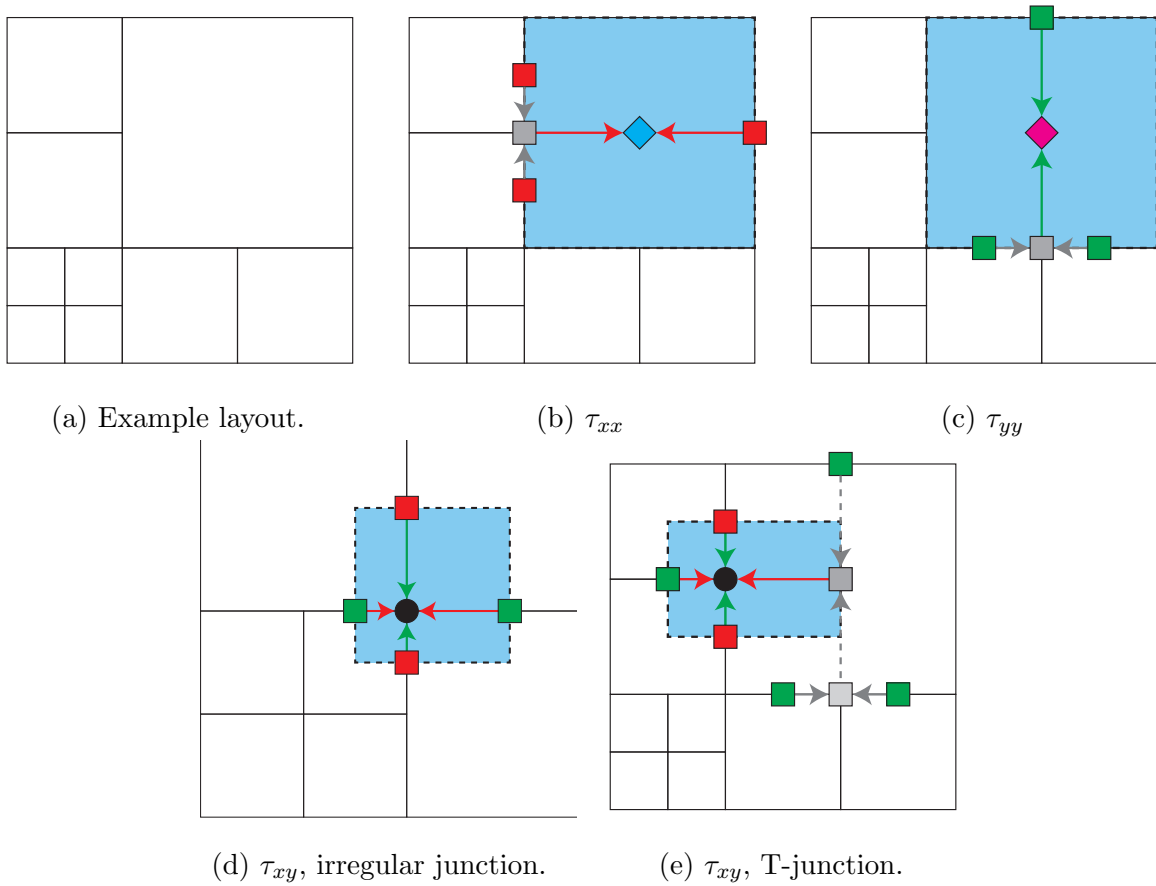 (a) Example layout.
(b) τxx
(c) τyy
(d) τxy, irregular junction.
(e) τxy, T-junction.